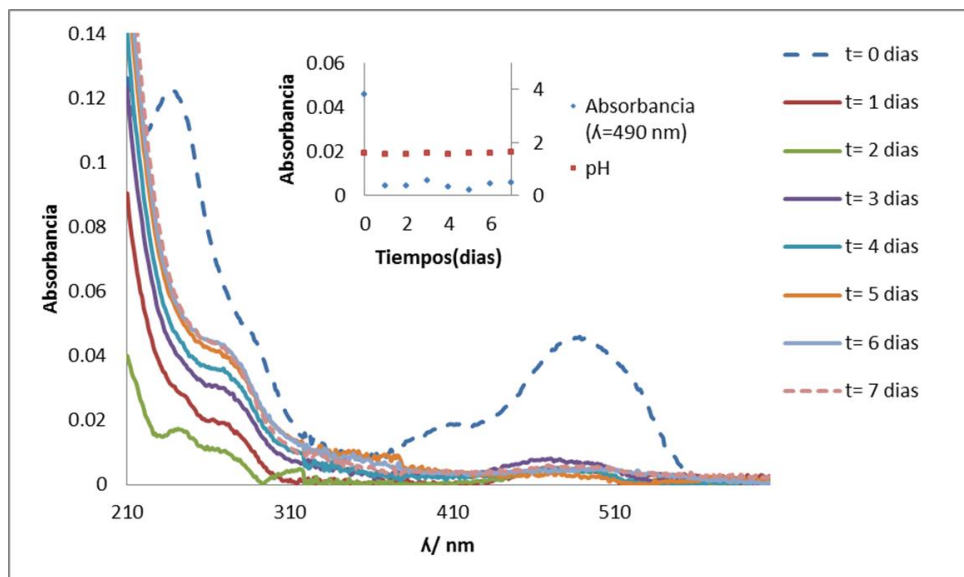 0.14
0.12
0.1
0.08
0.06
0.04
0.02
0
Absorbancia
210
310
410
510
ʎ/ nm
0.06
0.04
0.02
0
Absorbancia
4
2
0
0
2
4
6
Tiempos(dias)
Absorbancia
(ʎ=490 nm)
pH
t= 0 dias
t= 1 dias
t= 2 dias
t= 3 dias
t= 4 dias
t= 5 dias
t= 6 dias
t= 7 dias